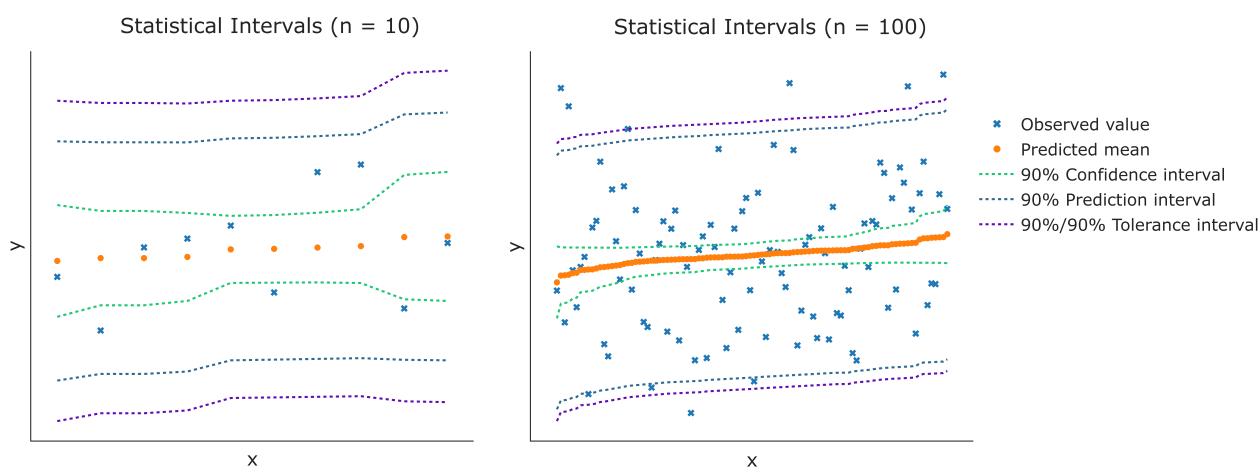 Statistical Intervals (n = 10)
Statistical Intervals (n = 100)
y
x
y
x
Observed value
Predicted mean
90% Confidence interval
90% Prediction interval
90%/90% Tolerance interval